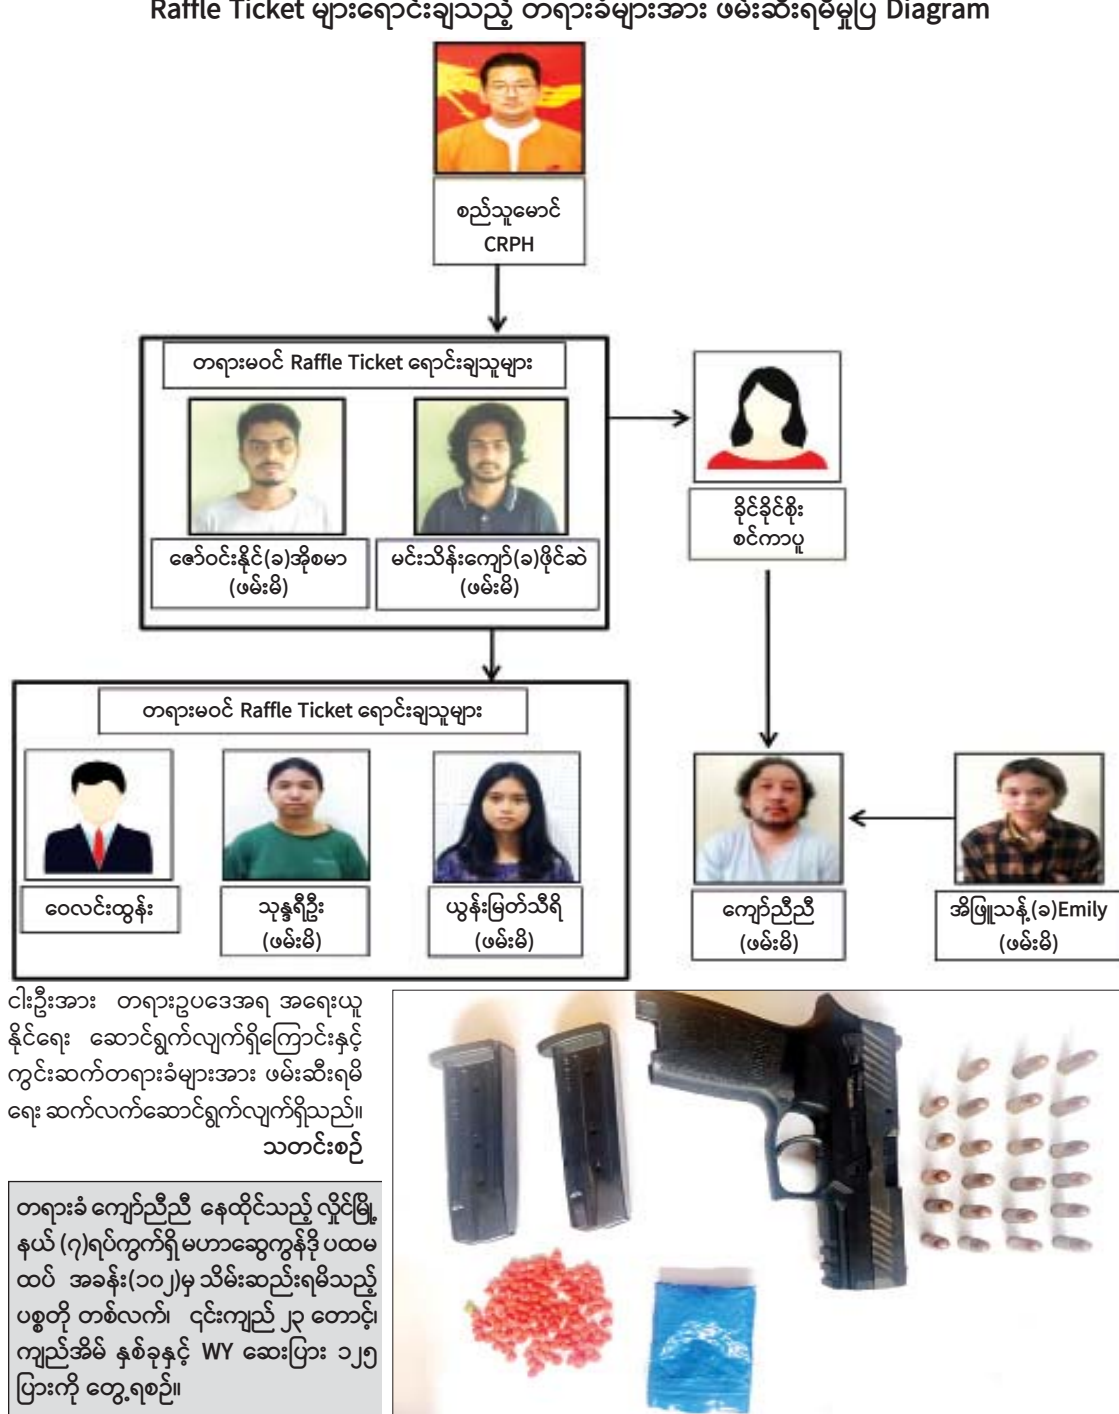 Raffle Ticket များရောင်းချသည့် တရားခံများအား ဖမ်းဆီးရမိမှုပြ Diagram
စည်သူမောင်
CRPH
တရားမဝင် Raffle Ticket ရောင်းချသူများ
ဇော်ဝင်းနိုင်(ခ)အိုစမာ
(ဖမ်းမိ)
မင်းသိန်းကျော်(ခ)ဖိုင်ဆဲ
(ဖမ်းမိ)
ခိုင်ခိုင်စိုး
စင်ကာပူ
တရားမဝင် Raffle Ticket ရောင်းချသူများ
ဝေလင်းထွန်း
သုန္ဒရီဦး
(ဖမ်းမိ)
ယွန်းမြတ်သီရိ
(ဖမ်းမိ)
ကျော်ညီညီ
(ဖမ်းမိ)
အိဖြူသန့်(ခ)Emily
(ဖမ်းမိ)
ငါးဦးအား တရားဥပဒေအရ အရေးယူ
နိုင်ရေး ဆောင်ရွက်လျက်ရှိကြောင်းနှင့်
ကွင်းဆက်တရားခံများအား ဖမ်းဆီးရမိ
ရေး ဆက်လက်ဆောင်ရွက်လျက်ရှိသည်။
သတင်းစဉ်
တရားခံ ကျော်ညီညီ နေထိုင်သည့် လှိုင်မြို့
နယ် (၇)ရပ်ကွက်ရှိ မဟာဆွေကွန်ဒို ပထမ
ထပ် အခန်း(၁၀၂)မှ သိမ်းဆည်းရမိသည့်
ပစ္စတို တစ်လက်၊ ၎င်းကျည် ၂၃ တောင့်၊
ကျည်အိမ် နှစ်ခုနှင့် WY ဆေးပြား ၁၂၅
ပြားကို တွေ့ရစဉ်။